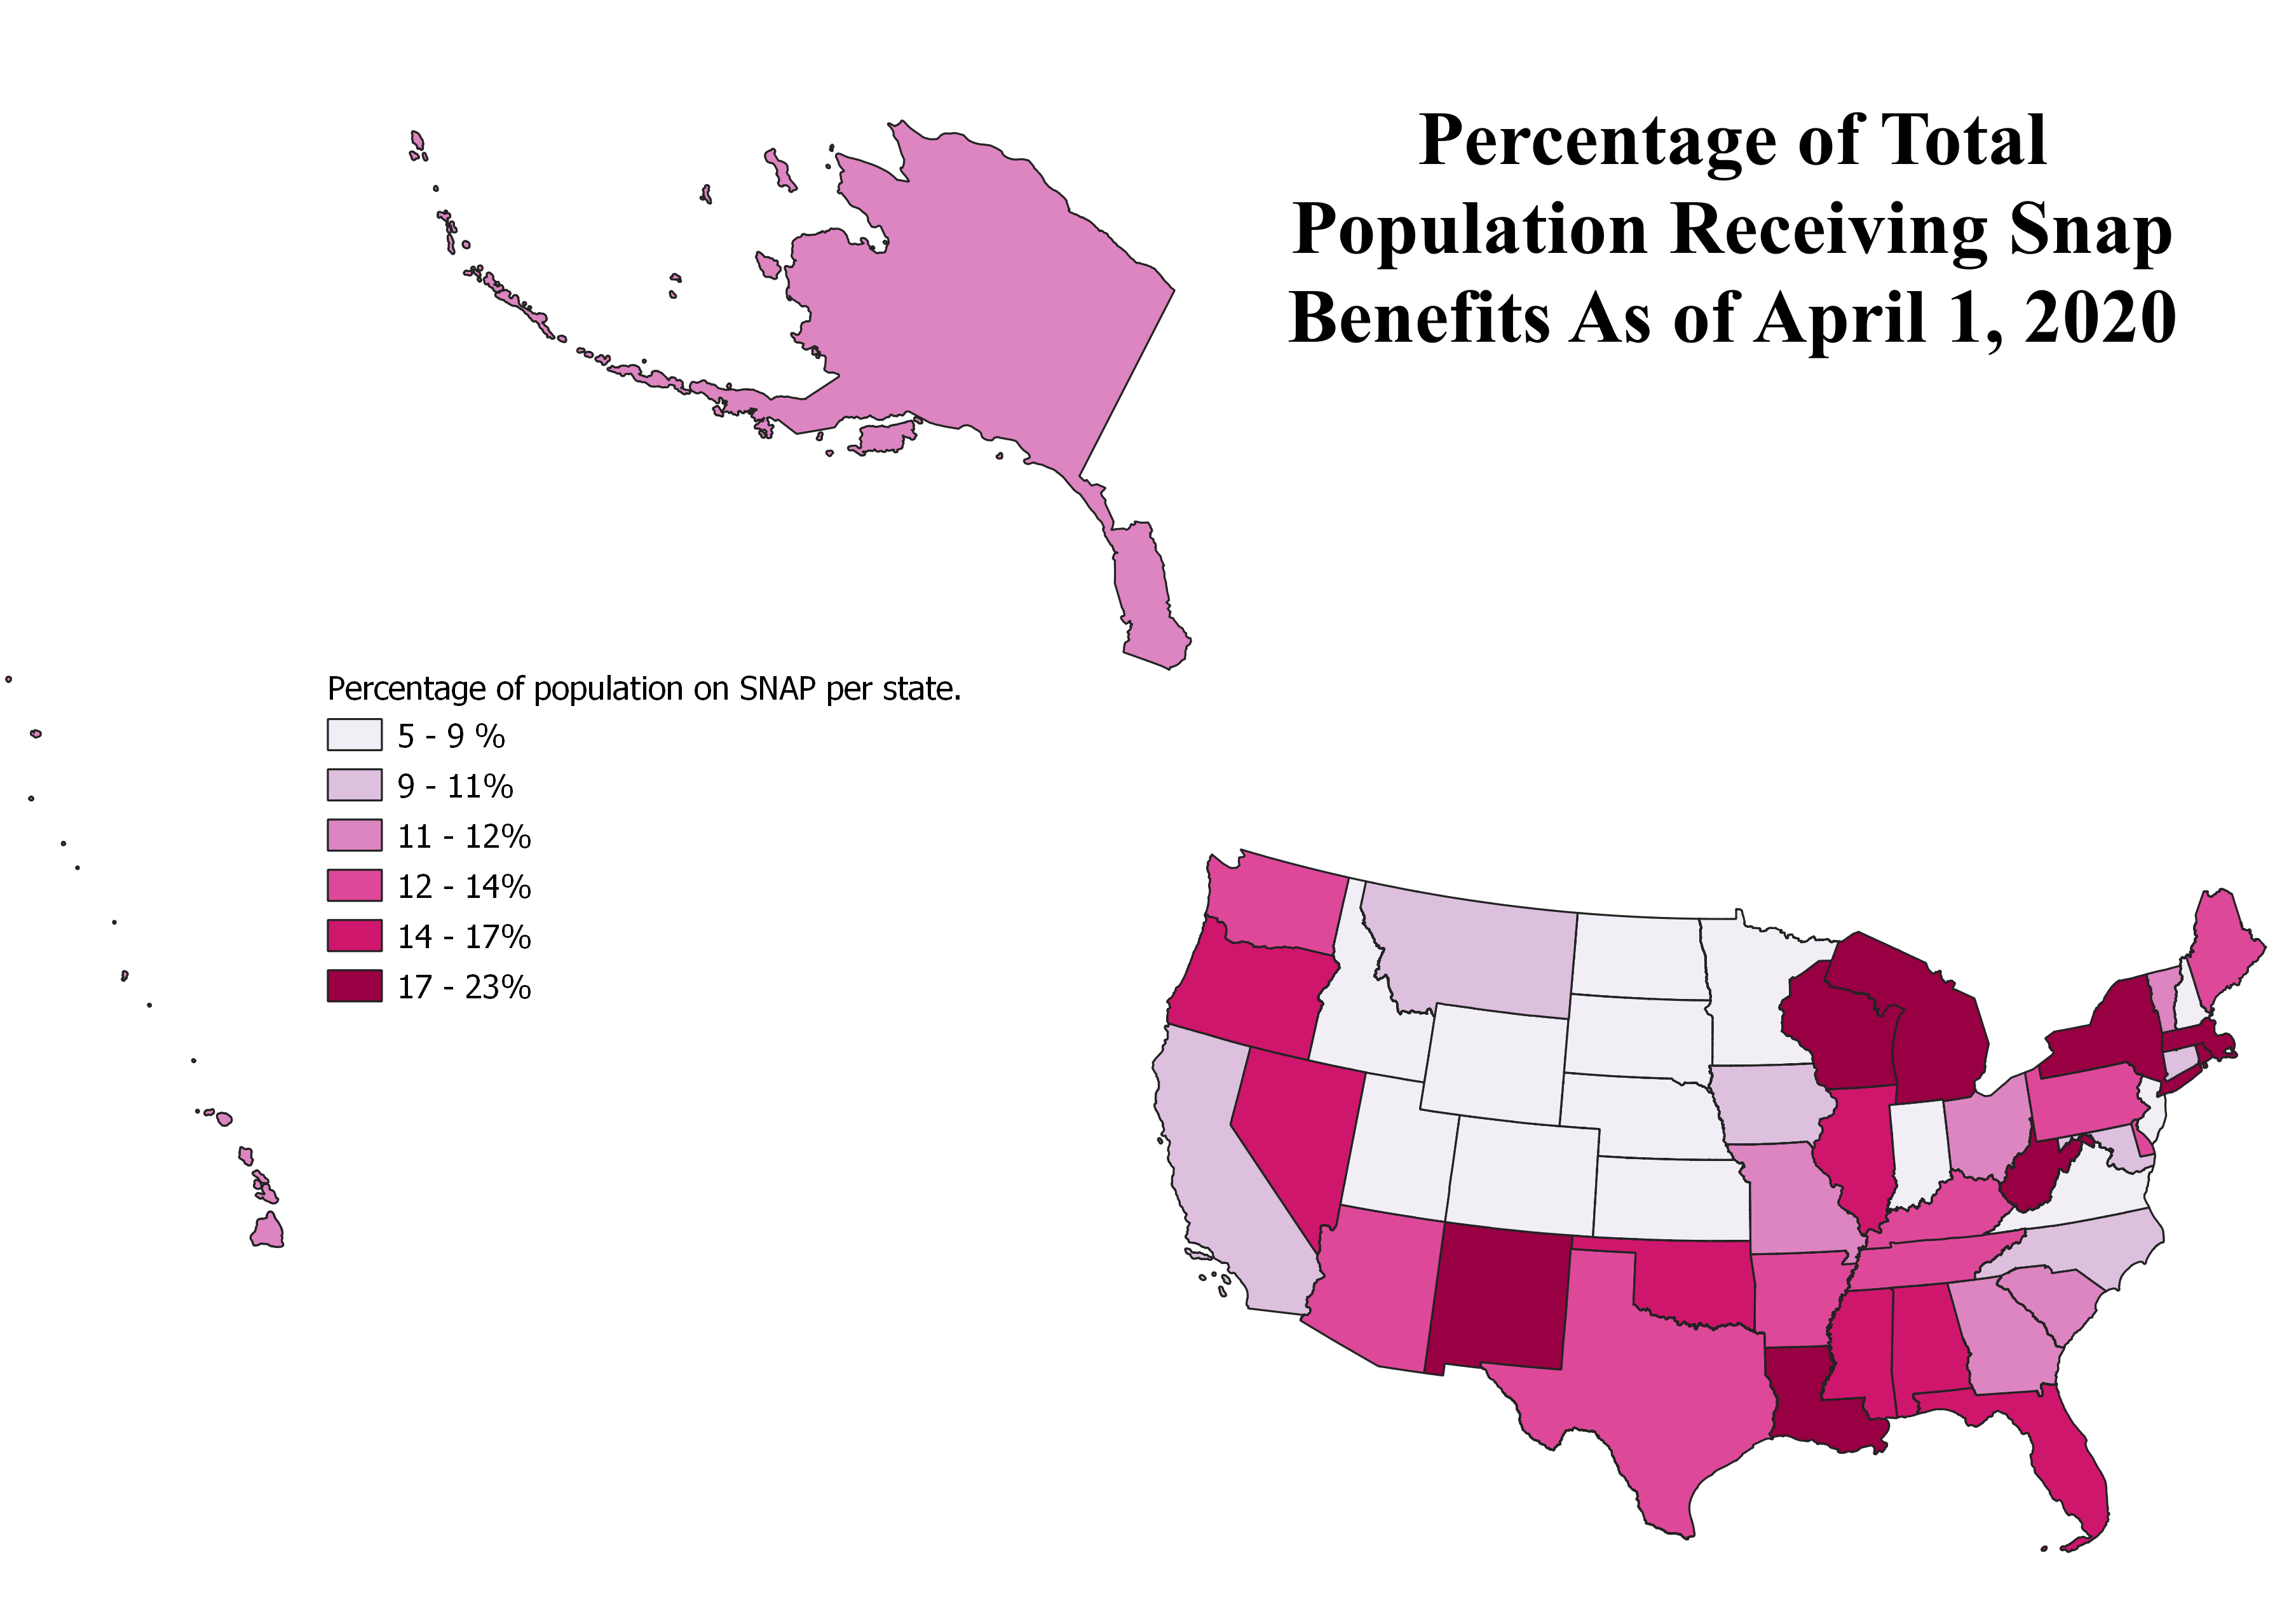 Percentage of Total
Population Receiving Snap
Benefits As of April 1, 2020
Percentage of population on SNAP per state.
5 - 9 %
9 - 11%
11 - 12%
12 - 14%
14 - 17%
17 - 23%